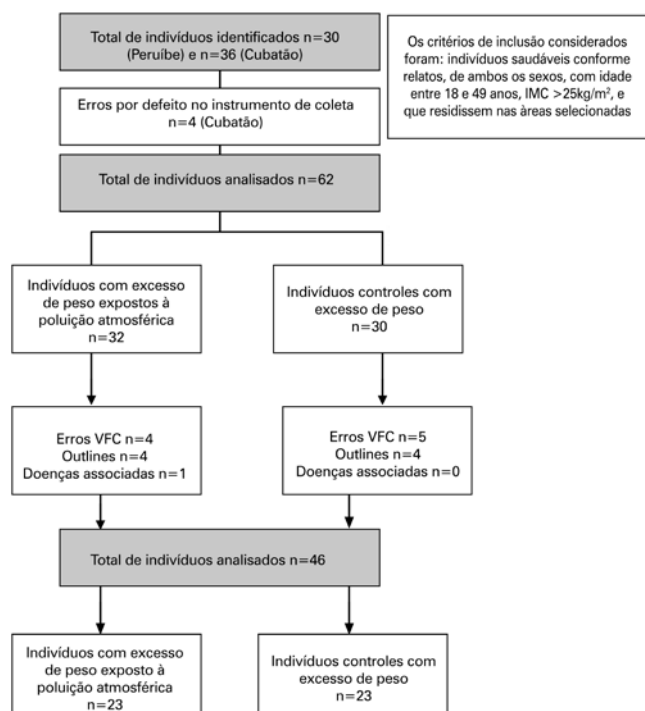 Total de indivíduos identificados n=30
(Peruíbe) e n=36 (Cubatão)
Os critérios de inclusão considerados
foram: indivíduos saudáveis conforme
relatos, de ambos os sexos, com idade
entre 18 e 49 anos, IMC >25kg/m², e
que residissem nas àreas selecionadas
Erros por defeito no instrumento de coleta
n=4 (Cubatão)
Total de indivíduos analisados n=62
Indivíduos com excesso
de peso expostos à
poluição atmosférica
n=32
Indivíduos controles com
excesso de peso
n=30
Erros VFC n=4
Outlines n=4
Doenças associadas n=1
Erros VFC n=5
Outlines n=4
Doenças associadas n=0
Total de indivíduos analisados n=46
Indivíduos com excesso
de peso exposto à
poluição atmosférica
n=23
Indivíduos controles com
excesso de peso
n=23